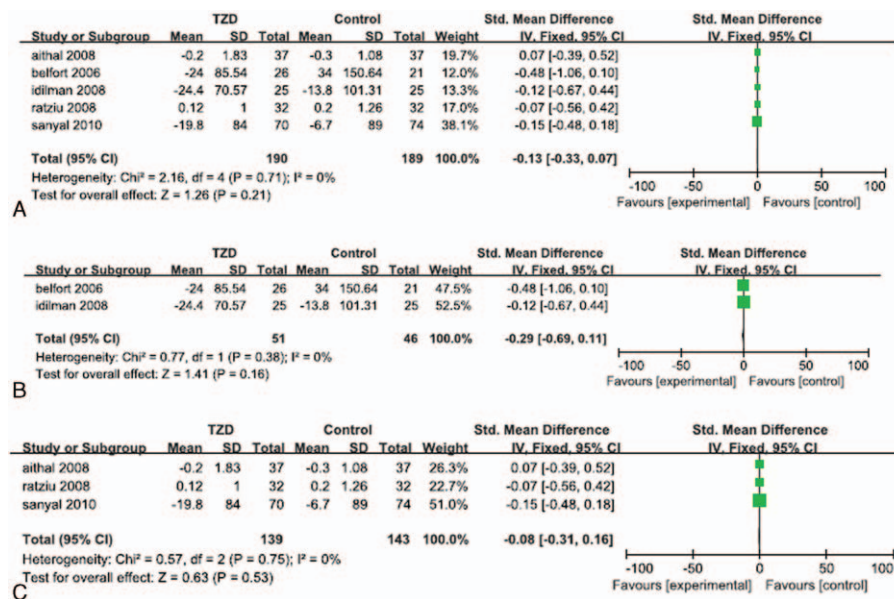 TZD Control Std. Mean Difference Std. Mean Difference
Study or Subgroup Mean SD Total Mean SD Total Weight IV. Fixed. 95% CI IV. Fixed. 95% CI
aithal 2008 -0.2 1.83 37 -0.3 1.08 37 19.7% 0.07 [-0.39, 0.52]
belfort 2006 -24 85.54 26 34 150.64 21 12.0% -0.48 [-1.06, 0.10]
idilman 2008 -24.4 70.57 25 -13.8 101.31 25 13.3% -0.12 [-0.67, 0.44]
ratziu 2008 0.12 1 32 0.2 1.26 32 17.0% -0.07 [-0.56, 0.42]
sanyal 2010 -19.8 84 70 -6.7 89 74 38.1% -0.15 [-0.48, 0.18]
Total (95% CI) 190 189 100.0% -0.13 [-0.33, 0.07]
Heterogeneity: Chi² = 2.16, df = 4 (P = 0.71); I² = 0%
Test for overall effect: Z = 1.26 (P = 0.21)
-100 -50 0 50 100
Favours [experimental] Favours [control]
A
TZD Control Std. Mean Difference Std. Mean Difference
Study or Subgroup Mean SD Total Mean SD Total Weight IV. Fixed. 95% CI IV. Fixed. 95% CI
belfort 2006 -24 85.54 26 34 150.64 21 47.5% -0.48 [-1.06, 0.10]
idilman 2008 -24.4 70.57 25 -13.8 101.31 25 52.5% -0.12 [-0.67, 0.44]
Total (95% CI) 51 46 100.0% -0.29 [-0.69, 0.11]
Heterogeneity: Chi² = 0.77, df = 1 (P = 0.38); I² = 0%
Test for overall effect: Z = 1.41 (P = 0.16)
-100 -50 0 50 100
Favours [experimental] Favours [control]
B
TZD Control Std. Mean Difference Std. Mean Difference
Study or Subgroup Mean SD Total Mean SD Total Weight IV, Fixed, 95% CI IV, Fixed, 95% CI
aithal 2008 -0.2 1.83 37 -0.3 1.08 37 26.3% 0.07 [-0.39, 0.52]
ratziu 2008 0.12 1 32 0.2 1.26 32 22.7% -0.07 [-0.56, 0.42]
sanyal 2010 -19.8 84 70 -6.7 89 74 51.0% -0.15 [-0.48, 0.18]
Total (95% CI) 139 143 100.0% -0.08 [-0.31, 0.16]
Heterogeneity: Chi² = 0.57, df = 2 (P = 0.75); I² = 0%
Test for overall effect: Z = 0.63 (P = 0.53)
-100 -50 0 50 100
Favours [experimental] Favours [control]
C